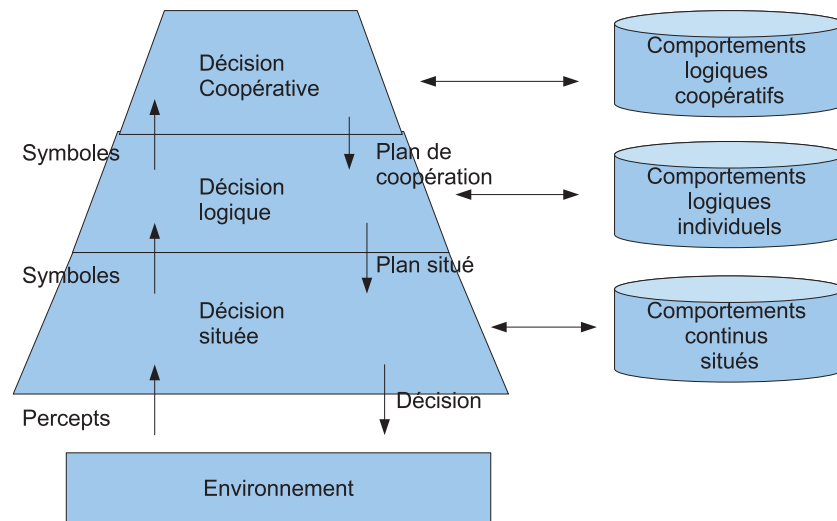 Décision
Coopérative
Comportements
logiques
coopératifs
Symboles
Plan de
coopération
Décision
logique
Comportements
logiques
individuels
Symboles
Plan situé
Décision
située
Comportements
continus
situés
Percepts
Décision
Environnement